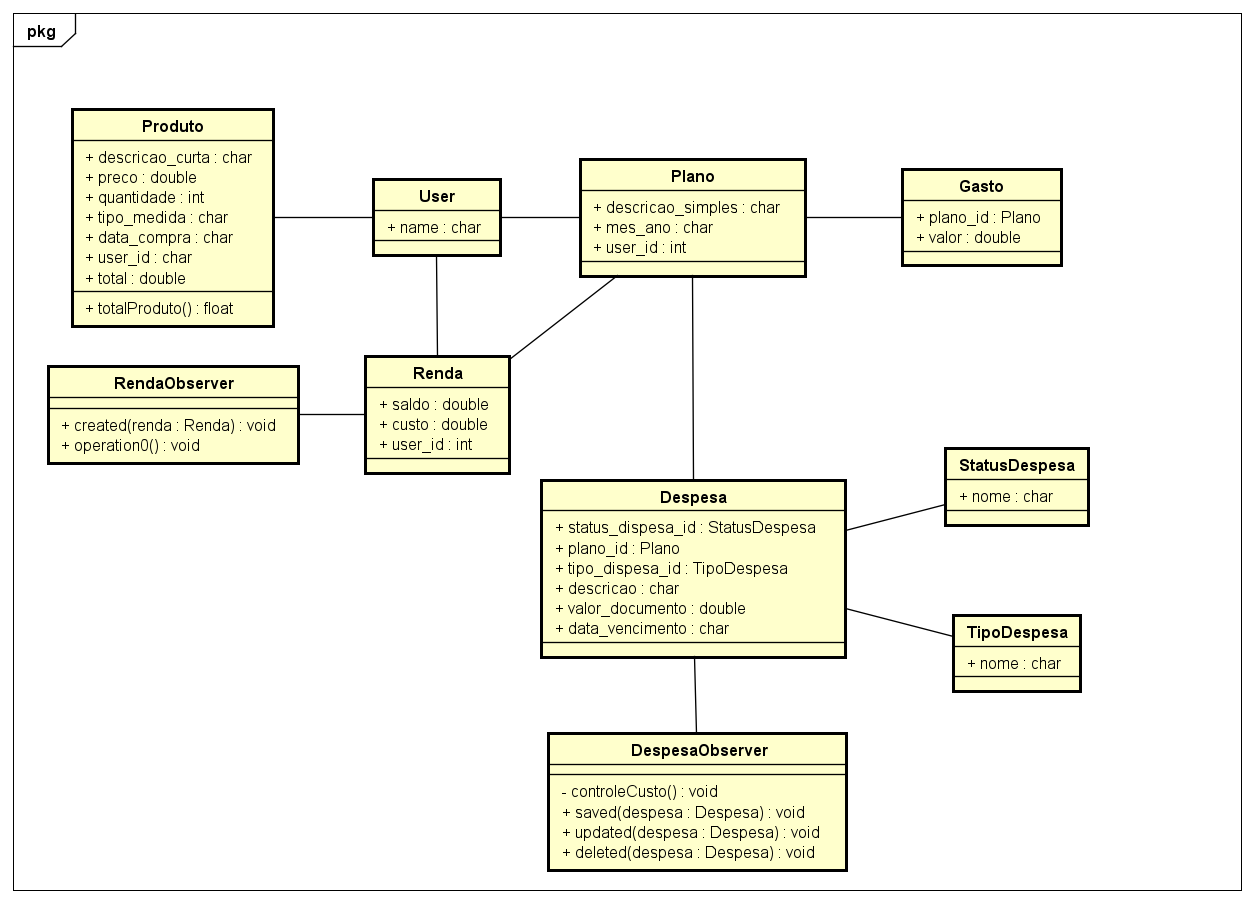 pkg
Produto
+ descricao_curta : char
+ preco : double
+ quantidade : int
+ tipo_medida : char
+ data_compra : char
+ user_id : char
+ total : double
+ totalProduto() : float
User
+ name : char
Plano
+ descricao_simples : char
+ mes_ano : char
+ user_id : int
Gasto
+ plano_id : Plano
+ valor : double
RendaObserver
+ created(renda : Renda) : void
+ operation0() : void
Renda
+ saldo : double
+ custo : double
+ user_id : int
Despesa
+ status_dispesa_id : StatusDespesa
+ plano_id : Plano
+ tipo_dispesa_id : TipoDespesa
+ descricao : char
+ valor_documento : double
+ data_vencimento : char
StatusDespesa
+ nome : char
TipoDespesa
+ nome : char
DespesaObserver
- controleCusto() : void
+ saved(despesa : Despesa) : void
+ updated(despesa : Despesa) : void
+ deleted(despesa : Despesa) : void